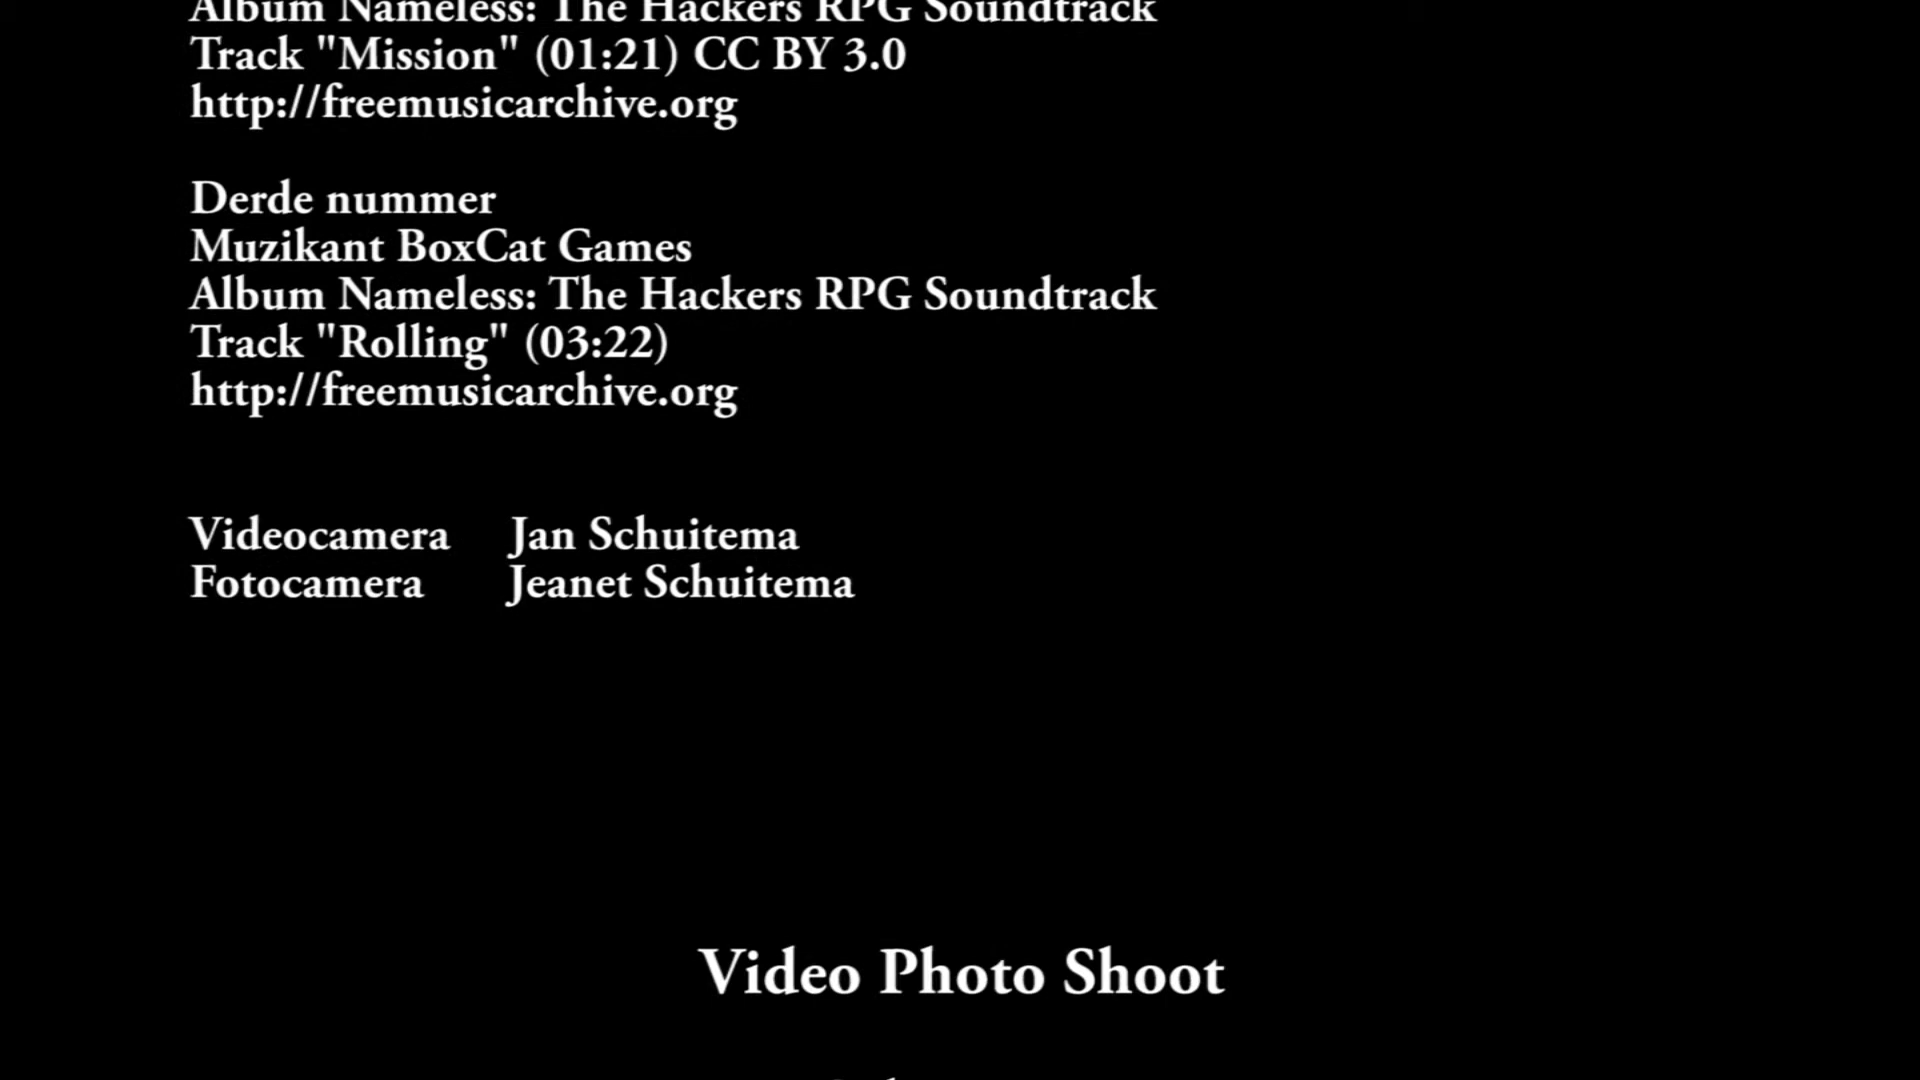 Album Nameless: The Hackers RPG Soundtrack
Track "Mission" (01:21) CC BY 3.0
http://freemusicarchive.org
Derde nummer
Muzikant BoxCat Games
Album Nameless: The Hackers RPG Soundtrack
Track "Rolling" (03:22)
http://freemusicarchive.org
Videocamera Jan Schuitema
Fotocamera Jeanet Schuitema
Video Photo Shoot